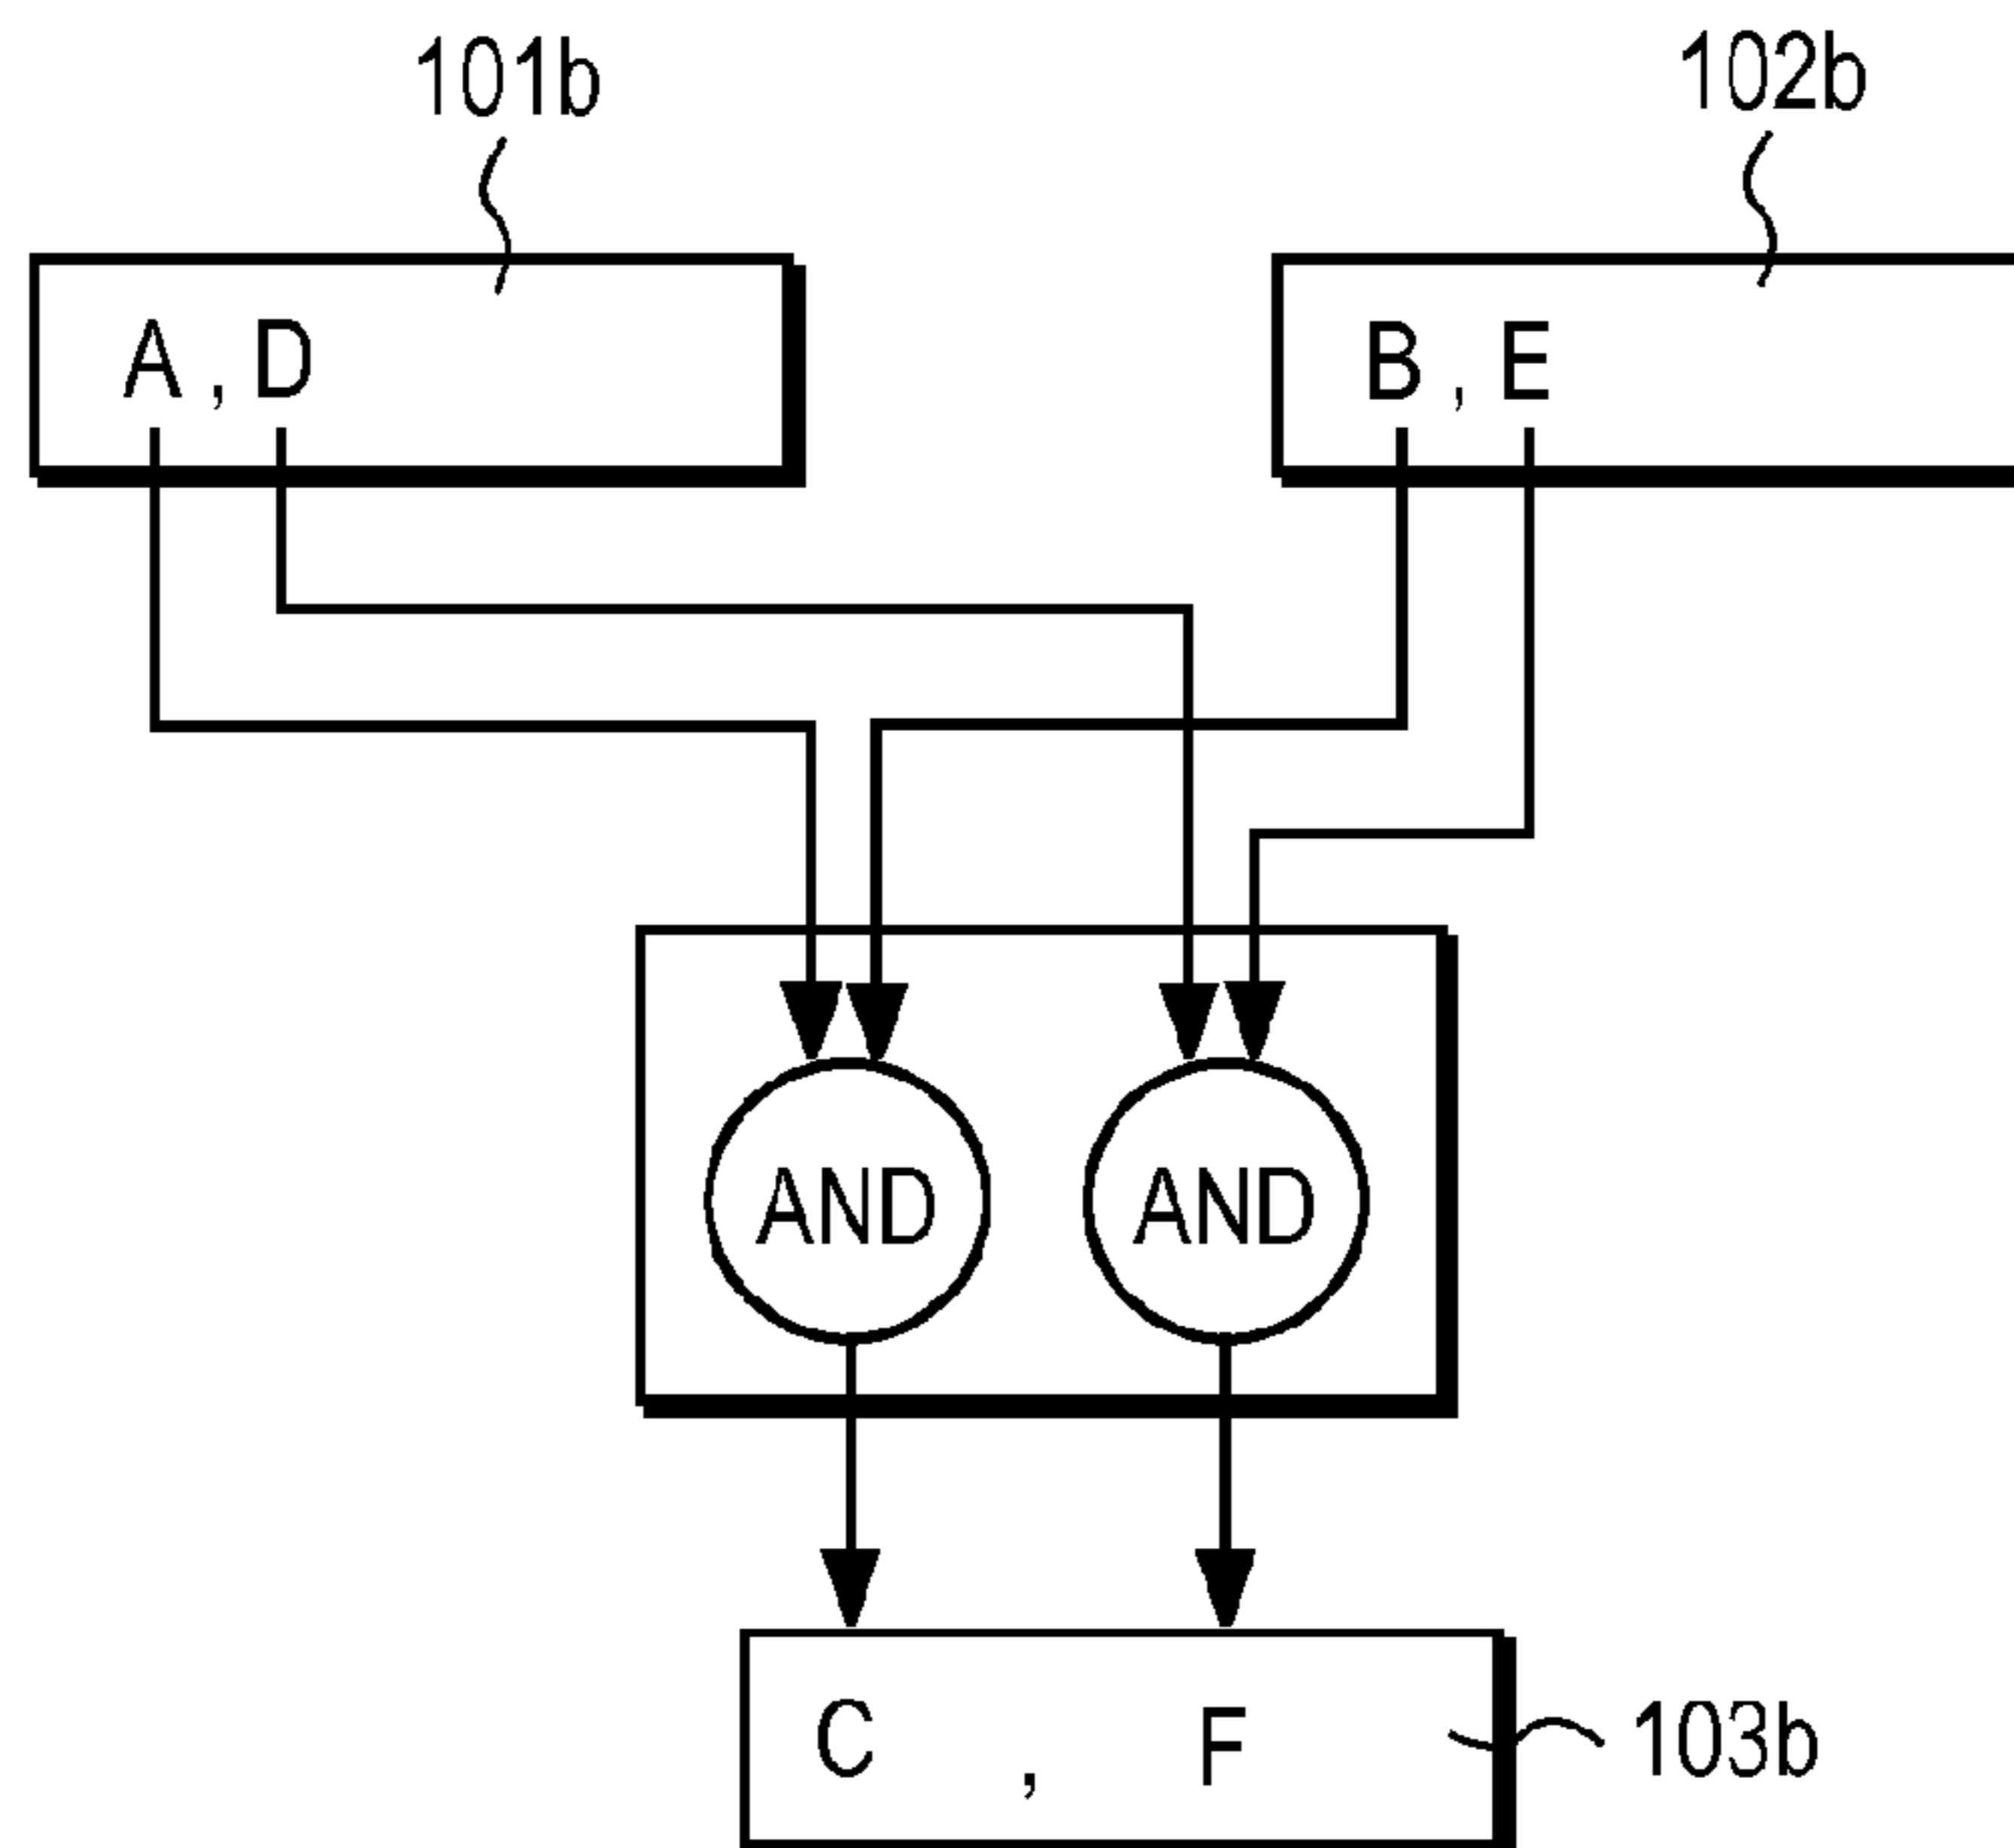 101b
102b
A , D
B , E
AND AND
C , F
103b